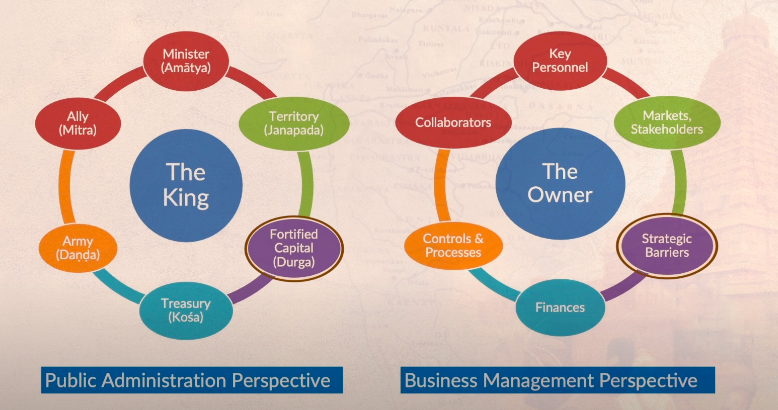 Minister
(Amātya)
Ally
(Mitra)
Territory
(Janapada)
The
King
Army
(Daṇḍa)
Fortified
Capital
(Durga)
Treasury
(Kośa)
Public Administration Perspective
Key
Personnel
Collaborators
Markets,
Stakeholders
The
Owner
Controls &
Processes
Strategic
Barriers
Finances
Business Management Perspective